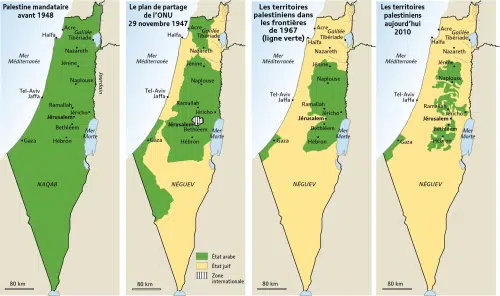 Palestine mandataire
avant 1948
Haïfa
Acre
Galilée
Tibériade
Nazareth
Mer
Méditerranée
Jénine
Naplouse
Jourdain
Tel-Aviv
Jaffa
Ramallah
Jéricho
Jérusalem
Bethléem
Gaza
Hébron
Mer
Morte
NAQAB
80 km
Le plan de partage
de l'ONU
29 novembre 1947
Haïfa
Acre
Galilée
Tibériade
Nazareth
Mer
Méditerranée
Jénine
Naplouse
Tel-Aviv
Jaffa
Ramallah
Jéricho
Jérusalem
Bethléem
Gaza
Hébron
Mer
Morte
NÉGUEV
État arabe
État juif
Zone
internationale
80 km
Les territoires
palestiniens dans
les frontières
de 1967
(ligne verte)
Haïfa
Acre
Galilée
Tibériade
Nazareth
Mer
Méditerranée
Jénine
Naplouse
Tel-Aviv
Jaffa
Ramallah
Jéricho
Jérusalem
Bethléem
Gaza
Hébron
Mer
Morte
NÉGUEV
80 km
Les territoires
palestiniens
aujourd'hui
2010
Haïfa
Acre
Galilée
Tibériade
Nazareth
Mer
Méditerranée
Jénine
Naplouse
Tel-Aviv
Jaffa
Ramallah
Jéricho
Jérusalem
Bethléem
Gaza
Hébron
Mer
Morte
NÉGUEV
80 km